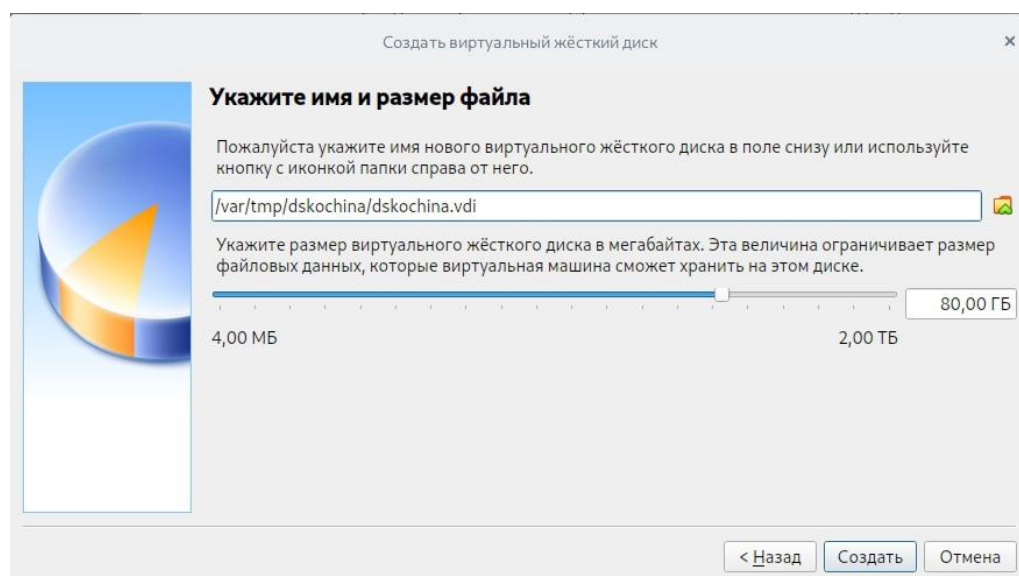 Создать виртуальный жёсткий диск
Укажите имя и размер файла
Пожалуйста укажите имя нового виртуального жёсткого диска в поле снизу или используйте
кнопку с иконкой папки справа от него.
/var/tmp/dskochina/dskochina.vdi
Укажите размер виртуального жёсткого диска в мегабайтах. Эта величина ограничивает размер
файловых данных, которые виртуальная машина сможет хранить на этом диске.
80,00 ГБ
4,00 МБ 2,00 ТБ
< Назад Создать Отмена